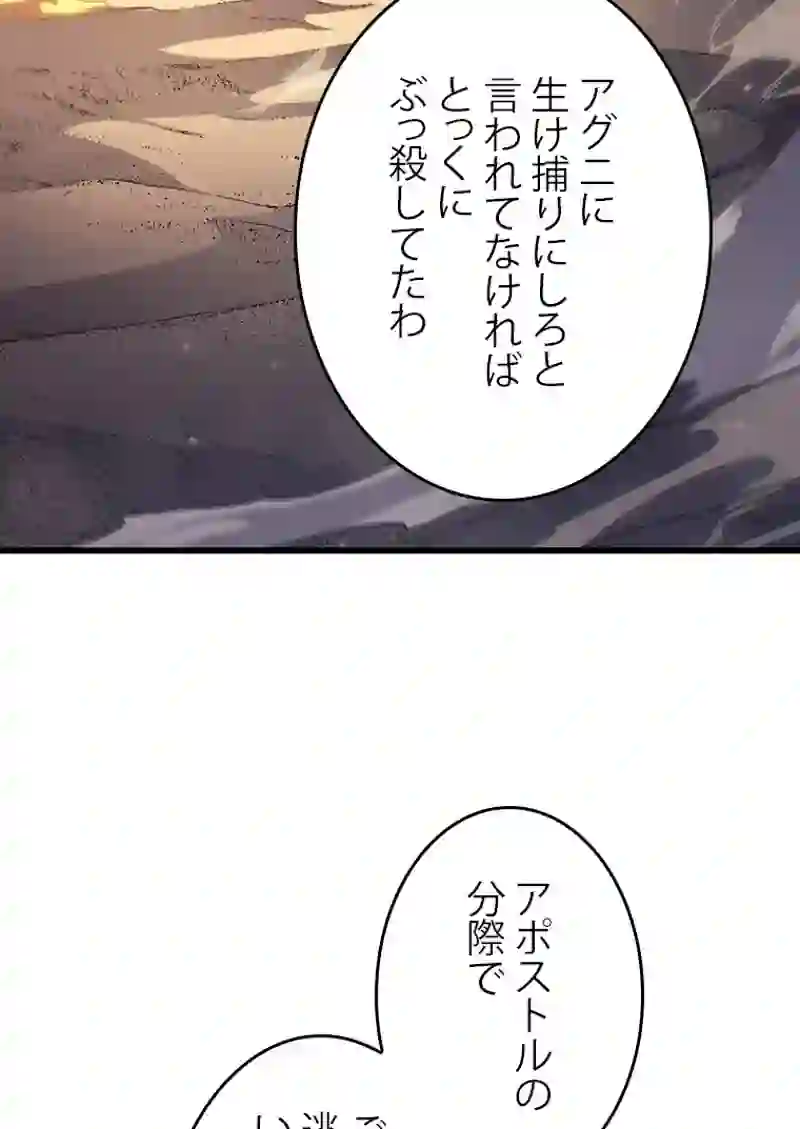 アグニに
生け捕りにしろと
言われてなければ
とっくに
ぶっ殺してたわ
アポストルの
分際で